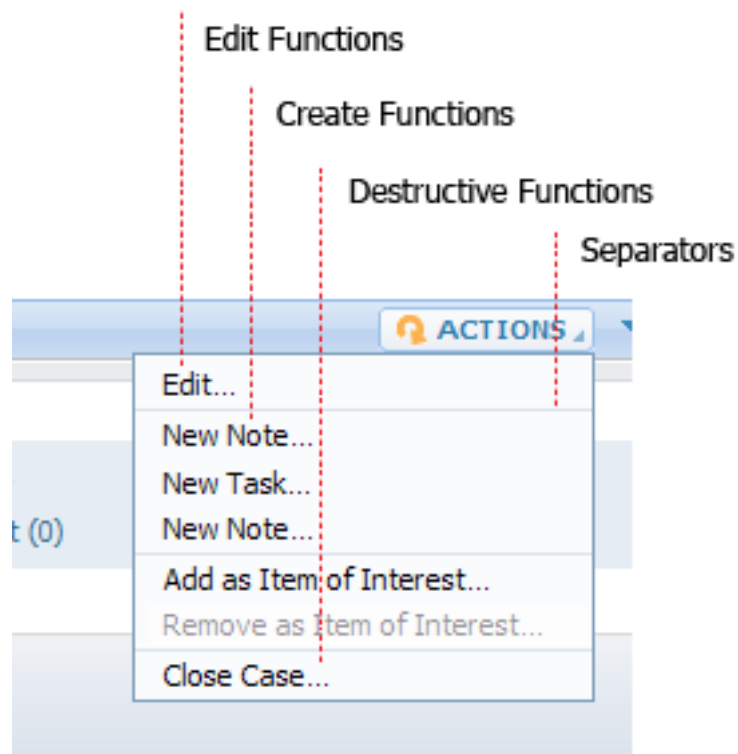 Edit Functions
Create Functions
Destructive Functions
Separators
ACTIONS
Edit...
New Note...
New Task...
t (0)
New Note...
Add as Item of Interest...
Remove as Item of Interest...
Close Case...